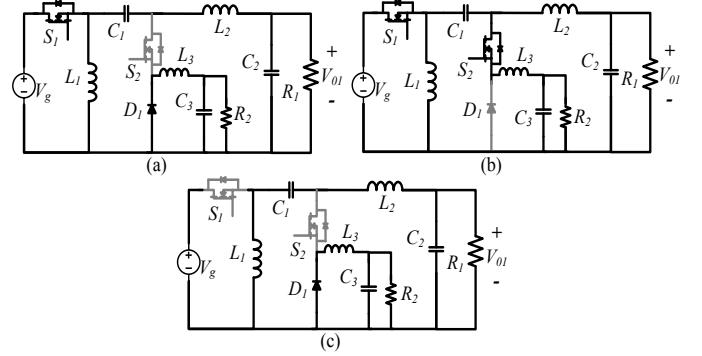 S1 C1 L2
S2 L3
Vg L1 D1 C3 R2 C2 R1 + V01 -
(a)
S1 C1 L2
S2 L3
Vg L1 D1 C3 R2 C2 R1 + V01 -
(b)
S1 C1 L2
S2 L3
Vg L1 D1 C3 R2 C2 R1 + V01 -
(c)